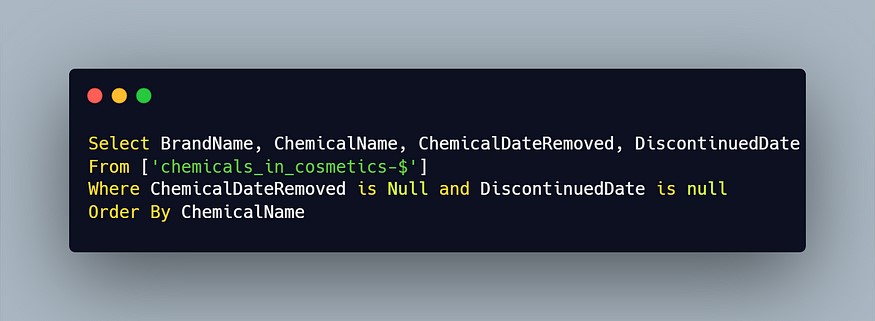 Select BrandName, ChemicalName, ChemicalDateRemoved, DiscontinuedDate
From ['chemicals_in_cosmetics-$']
Where ChemicalDateRemoved is Null and DiscontinuedDate is null
Order By ChemicalName